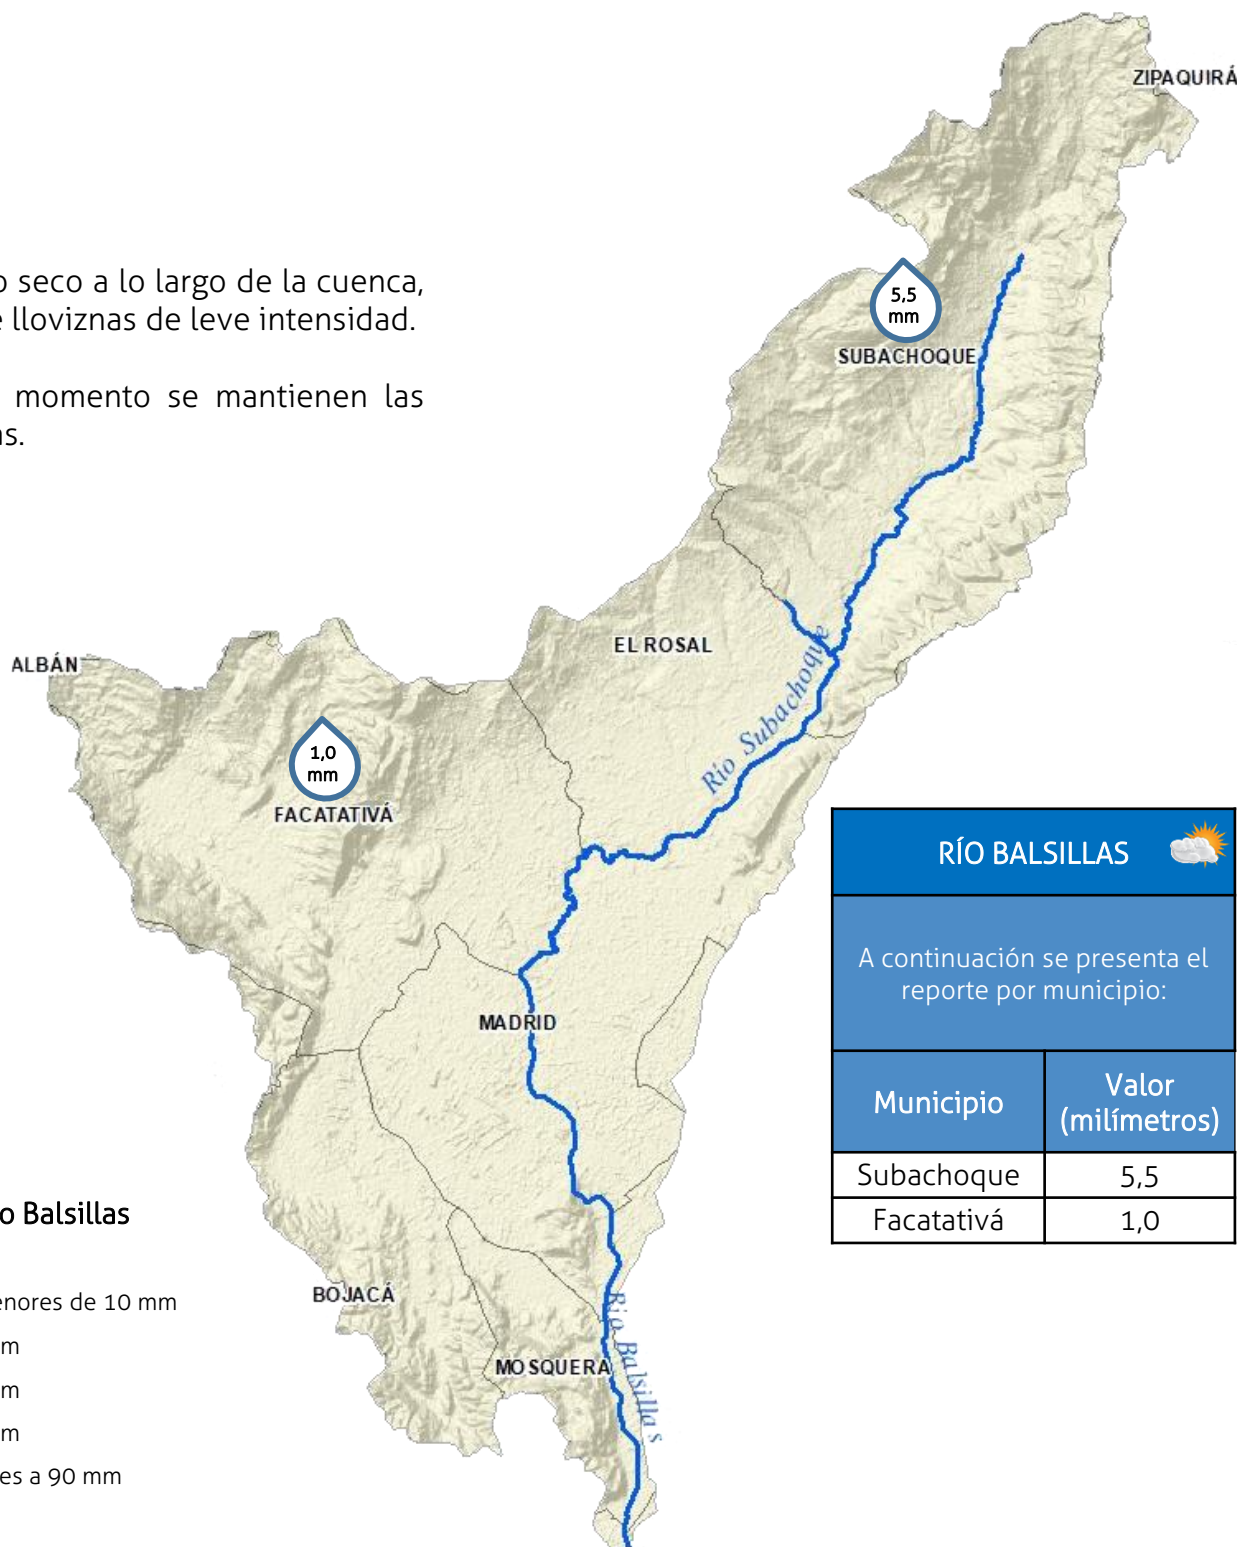 ZIPAQUIRÁ
seco a lo largo de la cuenca,
lloviznas de leve intensidad.
momento se mantienen las
5,5
mm
SUBACHOQUE
EL ROSAL
Río Subachoque
ALBÁN
1,0
mm
FACATATIVÁ
MADRID
RÍO BALSILLAS
A continuación se presenta el
reporte por municipio:
Municipio
Valor
(milímetros)
Subachoque
5,5
Facatativá
1,0
o Balsillas
enores de 10 mm
m
m
m
es a 90 mm
BOJACÁ
MOSQUERA
Río Balsillas